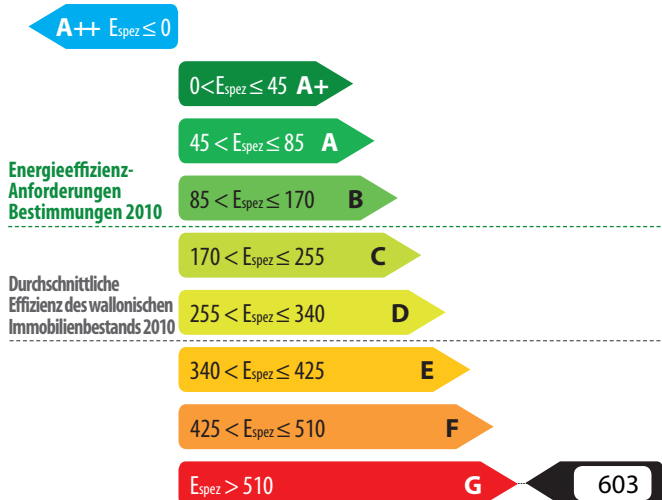 A++ Espez ≤ 0
0<Espez ≤ 45 A+
45 < Espez ≤ 85 A
Energieeffizienz-
Anforderungen
Bestimmungen 2010
85 < Espez ≤ 170 B
170 < Espez ≤ 255 C
Durchschnittliche
Effizienz des wallonischen
Immobilienbestands 2010
255 < Espez ≤ 340 D
340 < Espez ≤ 425 E
425 < Espez ≤ 510 F
Espez > 510 G 603